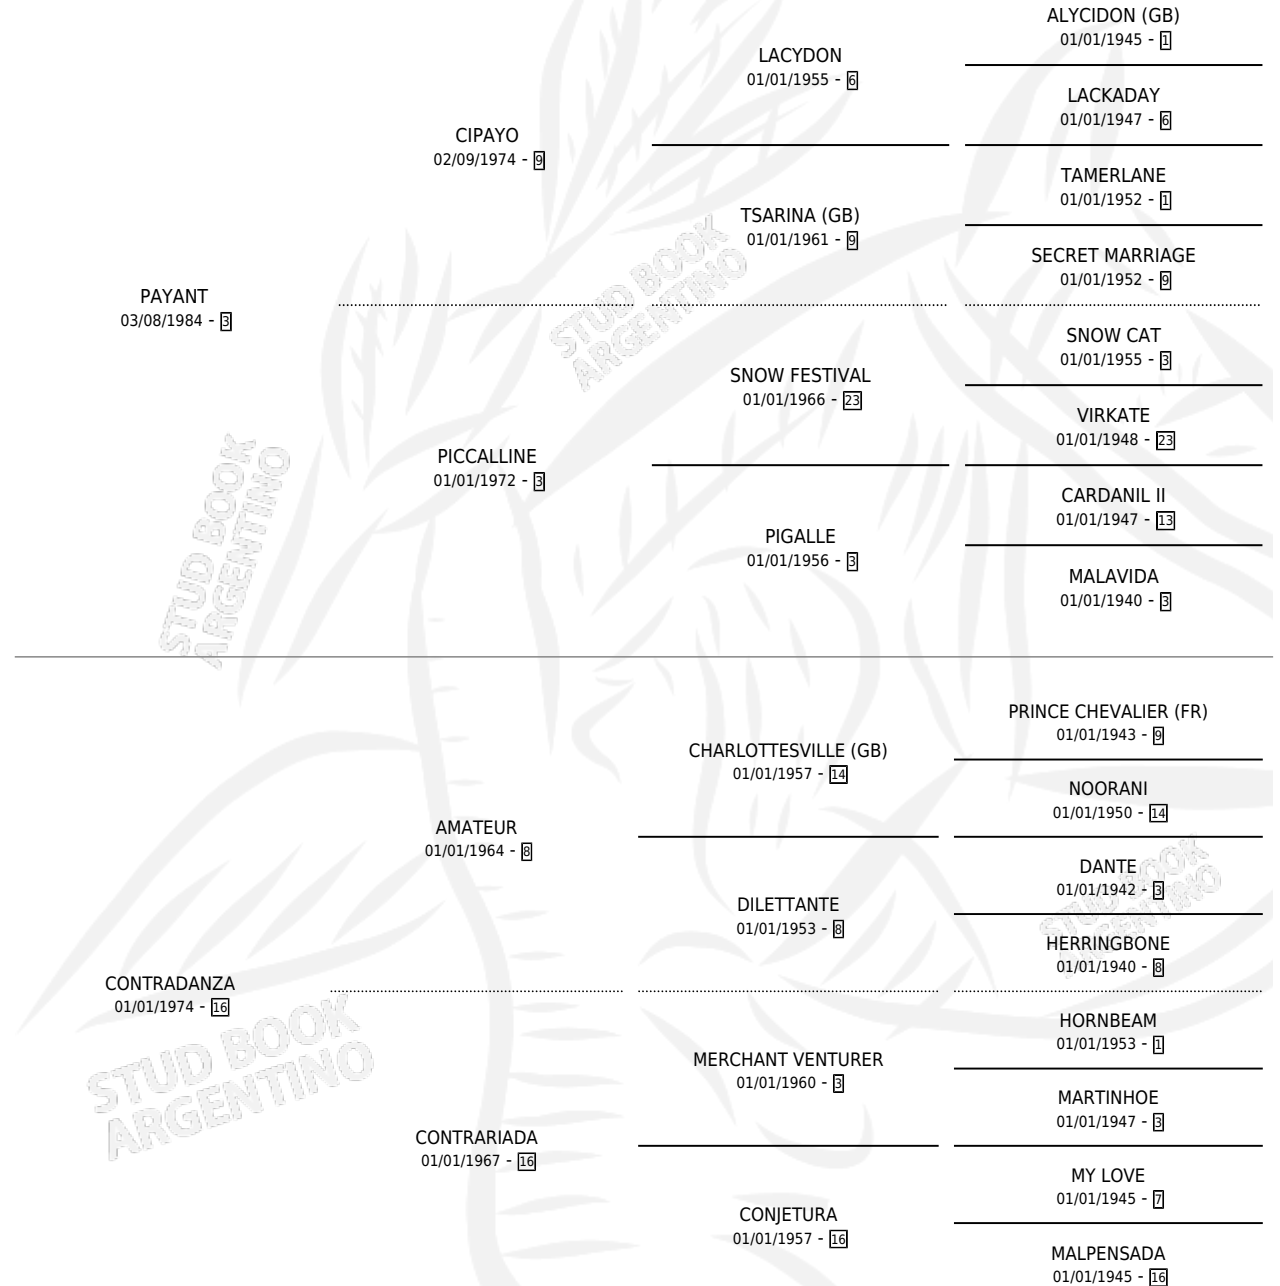 ALYCIDON (GB)
01/01/1945 - 1
LACYDON
01/01/1955 - 6
LACKADAY
01/01/1947 - 6
CIPAYO
02/09/1974 - 9
TAMERLANE
01/01/1952 - 1
TSARINA (GB)
01/01/1961 - 9
SECRET MARRIAGE
01/01/1952 - 9
PAYANT
03/08/1984 - 3
STUD BOOK
ARGENTINO
SNOW CAT
01/01/1955 - 3
SNOW FESTIVAL
01/01/1966 - 23
VIRKATE
01/01/1948 - 23
PICCALLINE
01/01/1972 - 3
CARDANIL II
01/01/1947 - 13
PIGALLE
01/01/1956 - 3
MALAVIDA
01/01/1940 - 3
STUD BOOK
ARGENTINO
PRINCE CHEVALIER (FR)
01/01/1943 - 9
CHARLOTTESVILLE (GB)
01/01/1957 - 14
NOORANI
01/01/1950 - 14
AMATEUR
01/01/1964 - 8
DANTE
01/01/1942 - 3
DILETTANTE
01/01/1953 - 8
STUD BOOK
ARGENTINO
HERRINGBONE
01/01/1940 - 8
CONTRADANZA
01/01/1974 - 16
HORNBEAM
01/01/1953 - 1
MERCHANT VENTURER
01/01/1960 - 3
MARTINHOE
01/01/1947 - 3
STUD BOOK
ARGENTINO
CONTRARIADA
01/01/1967 - 16
MY LOVE
01/01/1945 - 7
CONJETURA
01/01/1957 - 16
MALPENSADA
01/01/1945 - 16